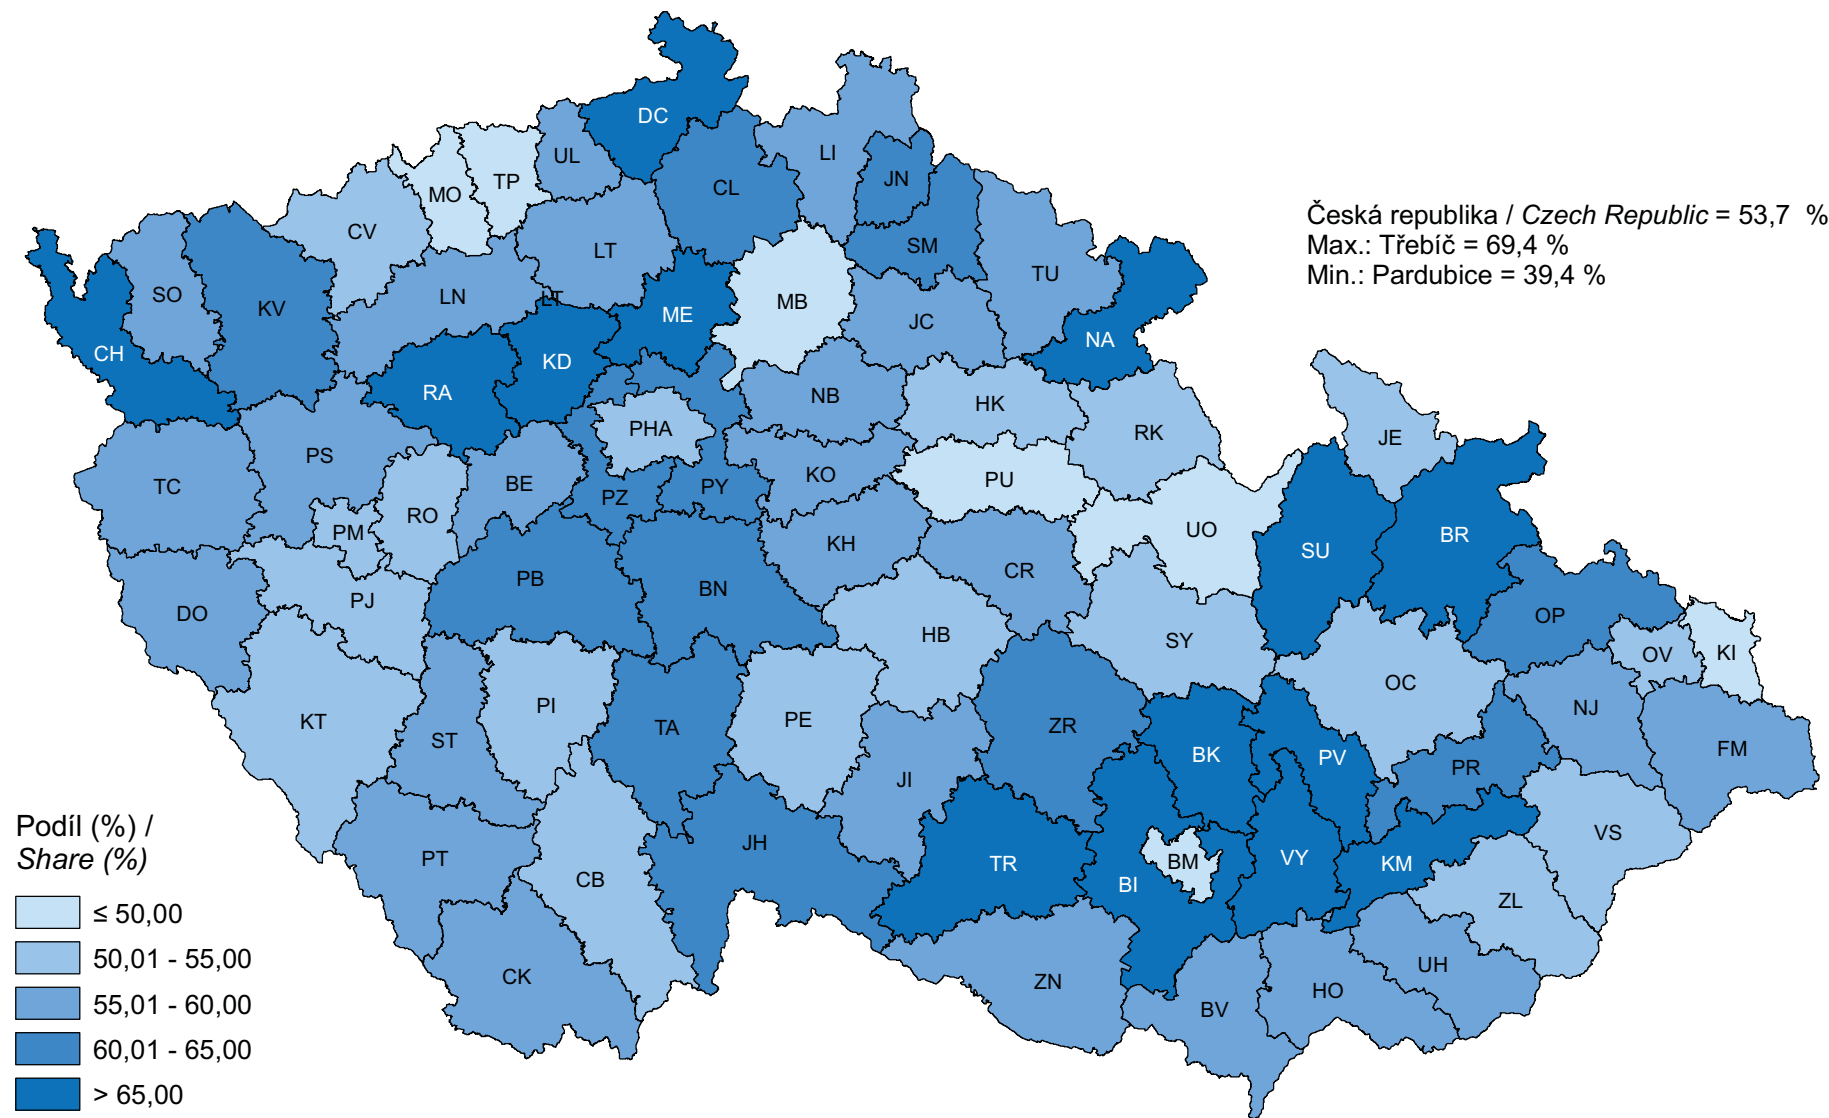 DC
LI
UL
TP
CL
JN
MO
CV
Česká republika / Czech Republic = 53,7 %
Max.: Třebíč = 69,4 %
Min.: Pardubice = 39,4 %
LT
SM
TU
SO
KV
LN
LT
MB
ME
JC
NA
CH
KD
RA
NB
HK
PHA
RK
JE
PS
TC
BE
KO
PU
PZ
PY
RO
PM
UO
BR
SU
KH
CR
PB
BN
PJ
DO
OP
HB
SY
OV
KI
OC
KT
PI
PE
NJ
ST
TA
ZR
FM
BK
PV
PR
JI
Podíl (%) /
Share (%)
VS
JH
PT
TR
BM
VY
KM
CB
BI
ZL
≤ 50,00
50,01 - 55,00
UH
CK
ZN
HO
55,01 - 60,00
BV
60,01 - 65,00
> 65,00